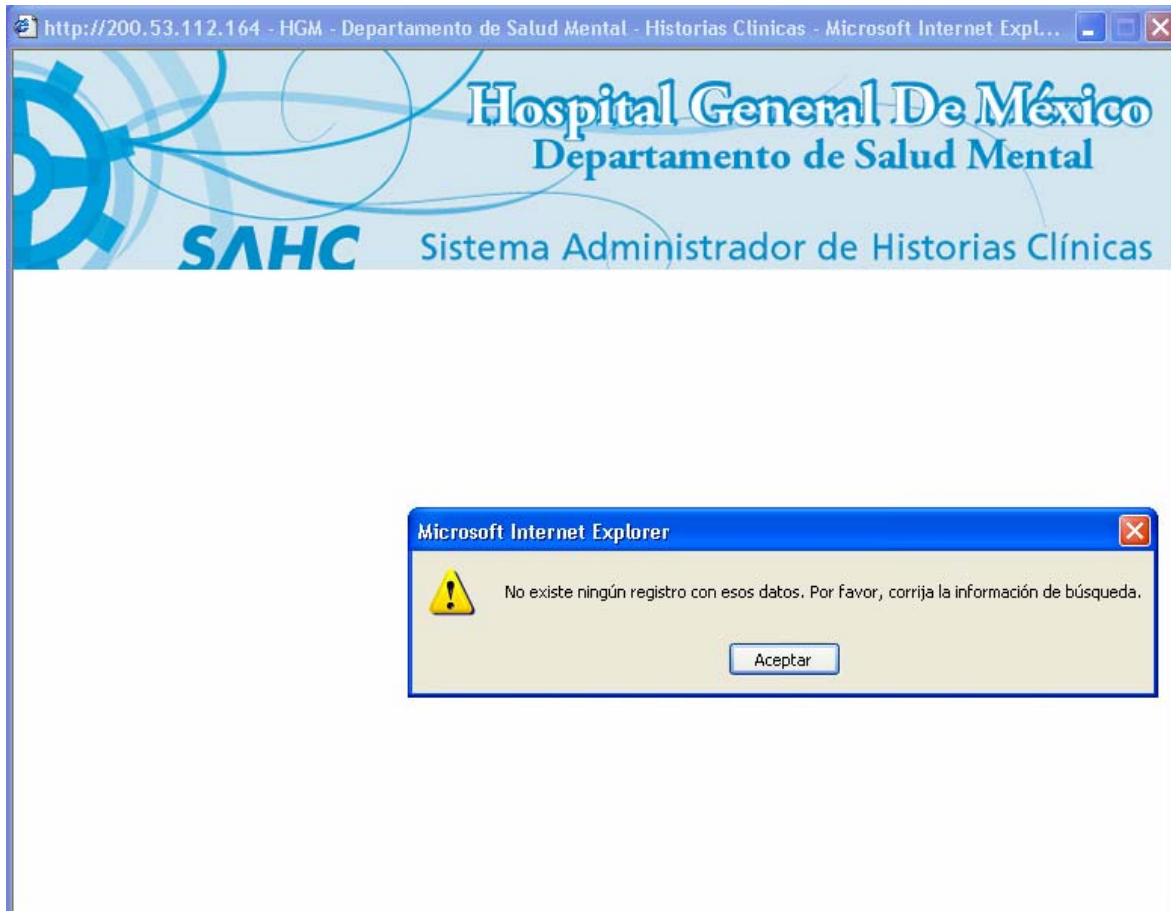 http://200.53.112.164 - HGM - Departamento de Salud Mental - Historias Clinicas - Microsoft Internet Expl...
Hospital General De México
Departamento de Salud Mental
SAHC Sistema Administrador de Historias Clínicas
Microsoft Internet Explorer
No existe ningún registro con esos datos. Por favor, corrija la información de búsqueda.
Aceptar